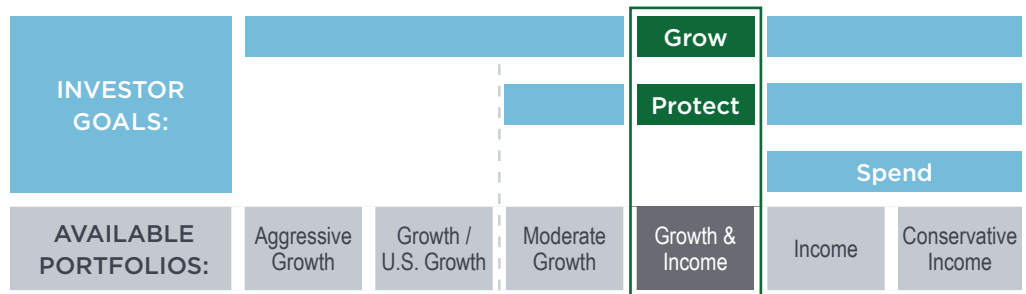 INVESTOR
GOALS:
Grow
Protect
Spend
AVAILABLE
PORTFOLIOS:
Aggressive
Growth
Growth /
U.S. Growth
Moderate
Growth
Growth &
Income
Income
Conservative
Income